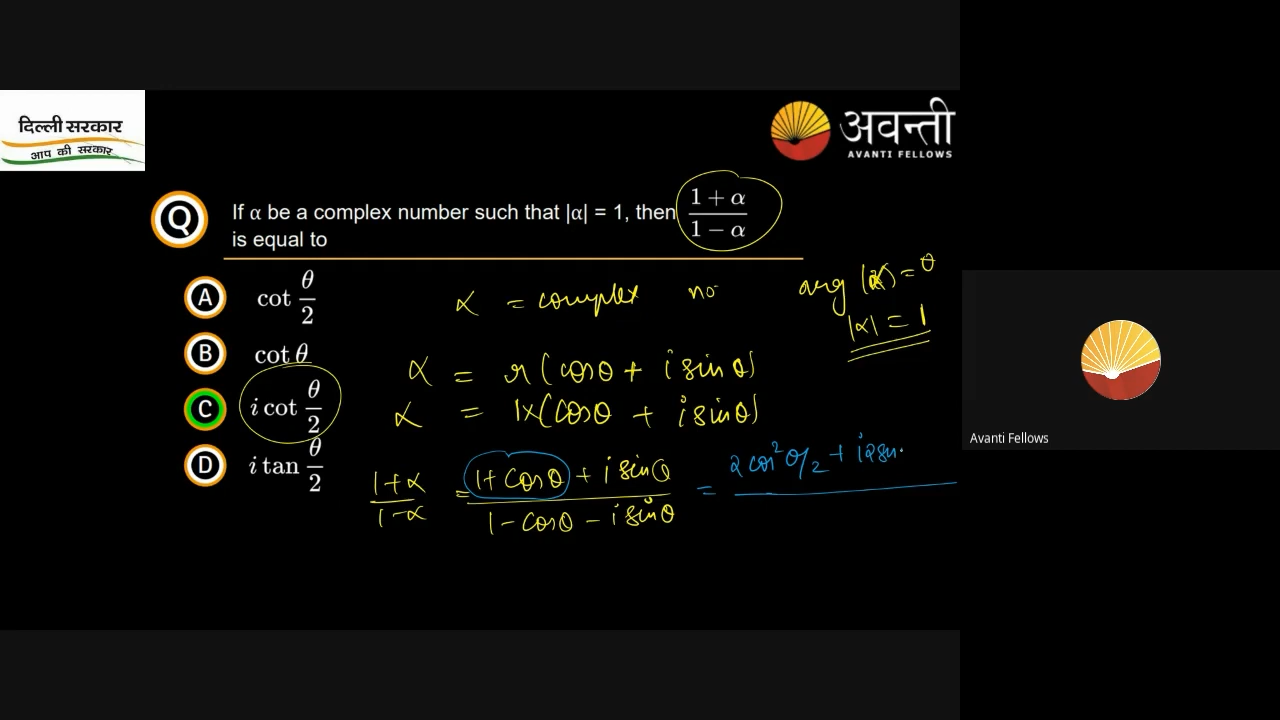 दिल्ली सरकार
आप की सरकार
अवन्ती
AVANTI FELLOWS
Q If α be a complex number such that |α| = 1, then (1 + α)/(1 − α)
is equal to
A cot θ/2
B cot θ
C i cot θ/2
D i tan θ/2
α = complex no
arg (α) = θ
|α| = 1
α = r(cosθ + i sinθ)
α = 1×(cosθ + i sinθ)
(1+α)/(1-α) = (1+cosθ + i sinθ)/(1-cosθ - i sinθ) = 2cos²θ/2 + i2sin
Avanti Fellows